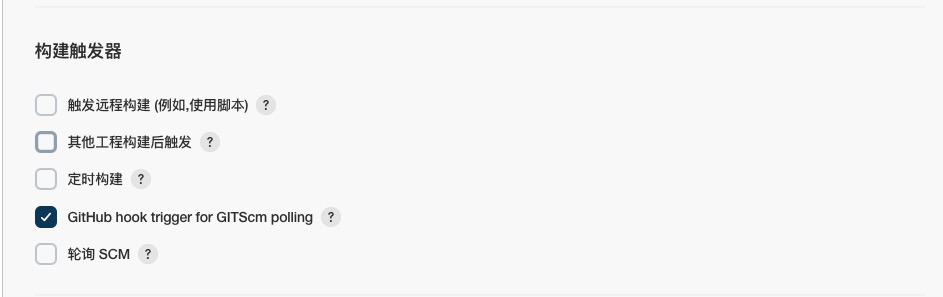 构建触发器
触发远程构建 (例如,使用脚本) ?
其他工程构建后触发 ?
定时构建 ?
GitHub hook trigger for GITScm polling ?
轮询 SCM ?